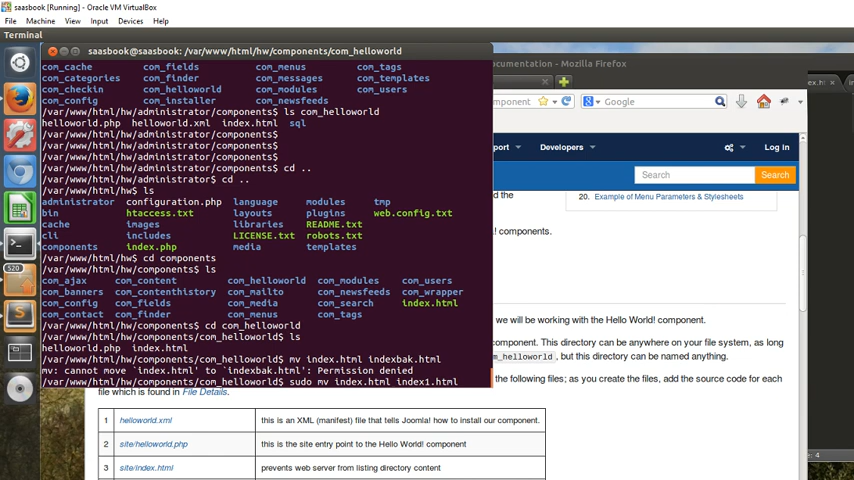 saasbook [Running] - Oracle VM VirtualBox
File Machine View Input Devices Help
Terminal
saasbook@saasbook: /var/www/html/hw/components/com_helloworld
com_cache com_fields com_menus com_tags
com_categories com_finder com_messages com_templates
com_checkin com_helloworld com_modules com_users
com_config com_installer com_newsfeeds
/var/www/html/hw/administrator/components$ ls com_helloworld
helloworld.php helloworld.xml index.html sql
/var/www/html/hw/administrator/components$
/var/www/html/hw/administrator/components$
/var/www/html/hw/administrator/components$
/var/www/html/hw/administrator/components$ cd ..
/var/www/html/hw/administrator$ cd ..
/var/www/html/hw$ ls
administrator configuration.php language modules tmp
bin htaccess.txt layouts plugins web.config.txt
cache images libraries README.txt
cli includes LICENSE.txt robots.txt
components index.php media templates
/var/www/html/hw$ cd components
/var/www/html/hw/components$ ls
com_ajax com_content com_helloworld com_modules com_users
com_banners com_contenthistory com_mailto com_newsfeeds com_wrapper
com_config com_fields com_media com_search index.html
com_contact com_finder com_menus com_tags
/var/www/html/hw/components$ cd com_helloworld
/var/www/html/hw/components/com_helloworld$ ls
helloworld.php index.html
/var/www/html/hw/components/com_helloworld$ mv index.html indexbak.html
mv: cannot move `index.html' to `indexbak.html': Permission denied
/var/www/html/hw/components/com_helloworld$ sudo mv index.html index1.html
ocumentation - Mozilla Firefox
ponent
Google
port Developers Log in
Search Search
and the
20. Example of Menu Parameters & Stylesheets
a! components.
we will be working with the Hello World! component.
component. This directory can be anywhere on your file system, as long
m_helloworld , but this directory can be named anything.
the following files; as you create the files, add the source code for each
file which is found in File Details.
1 helloworld.xml this is an XML (manifest) file that tells Joomla! how to install our component.
2 site/helloworld.php this is the site entry point to the Hello World! component
3 site/index.html prevents web server from listing directory content
520
: 4